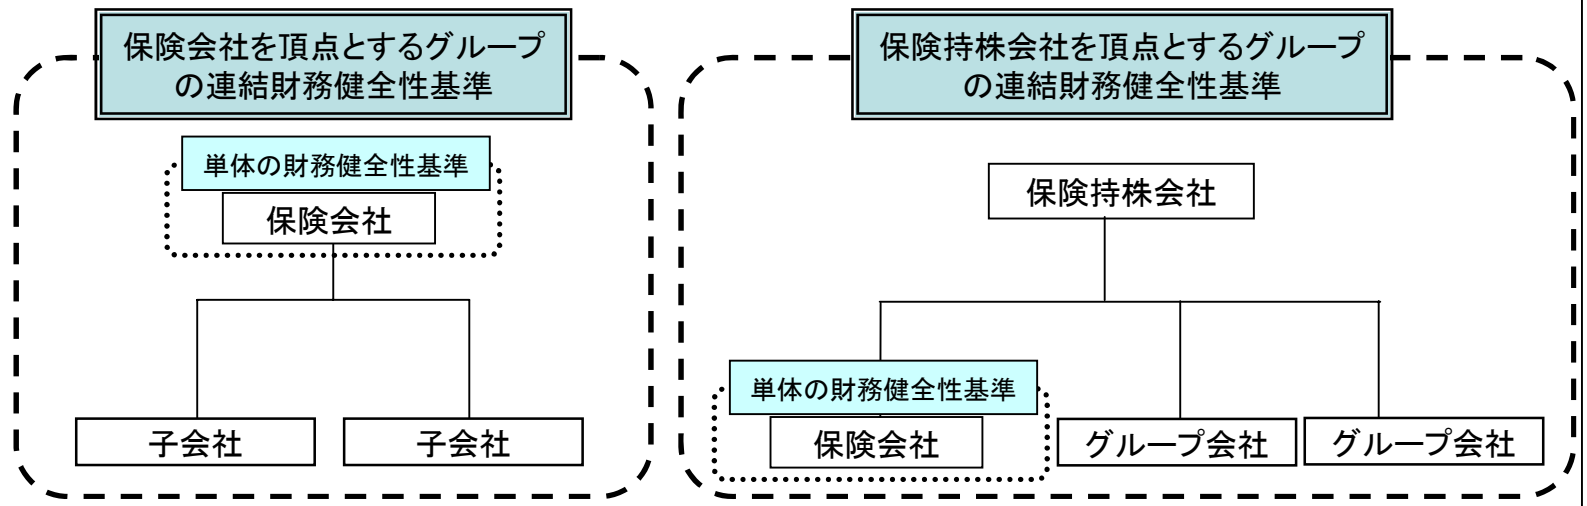 保険会社を頂点とするグループ
の連結財務健全性基準
単体の財務健全性基準
保険会社
子会社
子会社
保険持株会社を頂点とするグループ
の連結財務健全性基準
保険持株会社
単体の財務健全性基準
保険会社
グループ会社
グループ会社